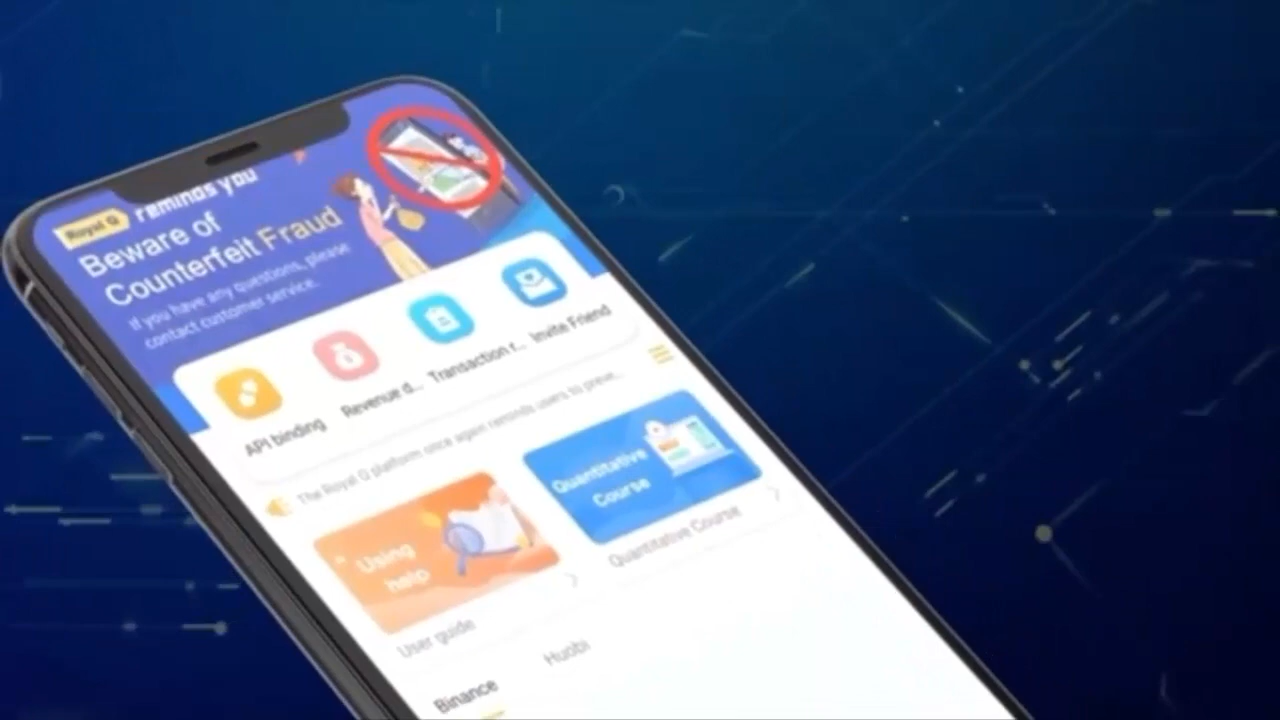 Royal Q reminds you
Beware of
Counterfeit Fraud
If you have any questions, please
contact customer service.
API binding
Revenue d...
Transaction r...
Invite Friend
The Royal Q platform once again reminds users to preve...
Using
help
Quantitative
Course
User guide
Quantitative Course
Binance
Huobi